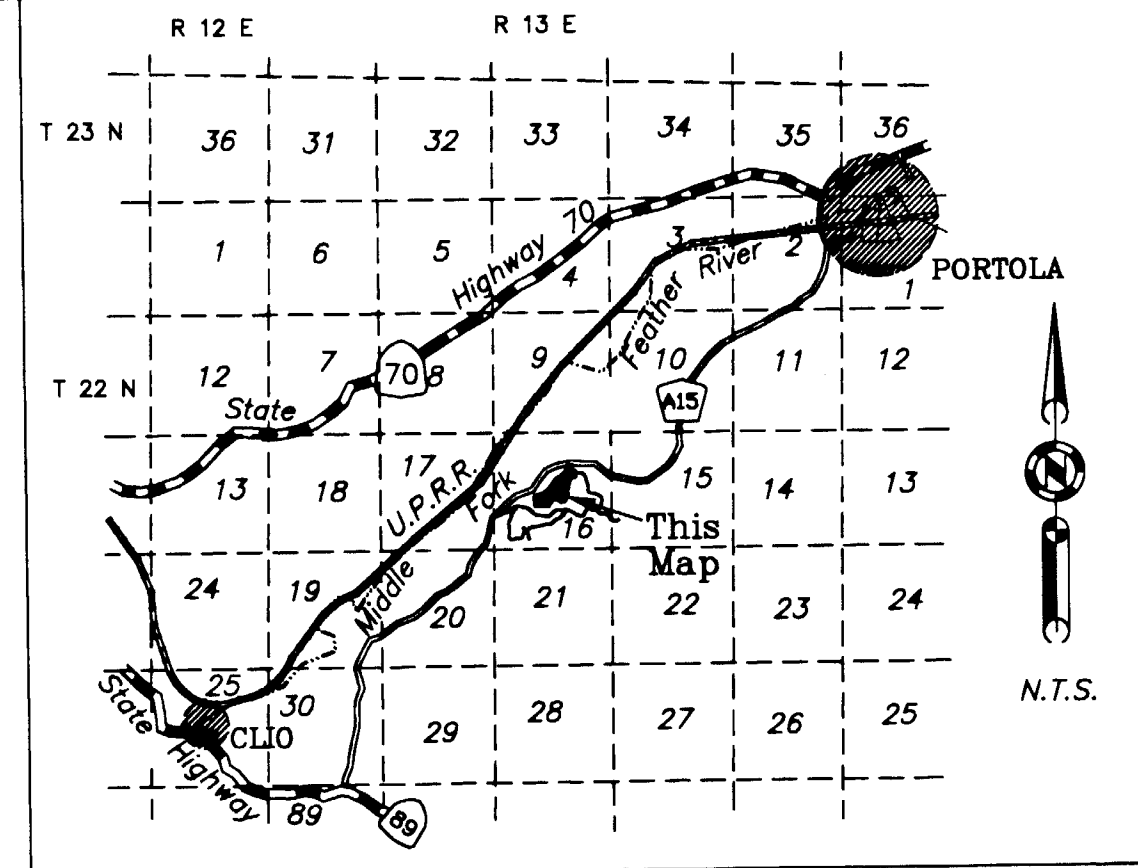 R 12 E
R 13 E
T 23 N
36
31
32
33
34
35
36
1
6
5
Highway 70
4
3
Feather River
2
1
PORTOLA
T 22 N
12
7
70
8
9
10
11
12
A15
State
13
18
17
U.P.R.R.
Middle Fork
16
15
14
13
This
Map
24
19
20
21
22
23
24
N
N.T.S.
State Highway 89
25
CLIO
30
29
28
27
26
25
89